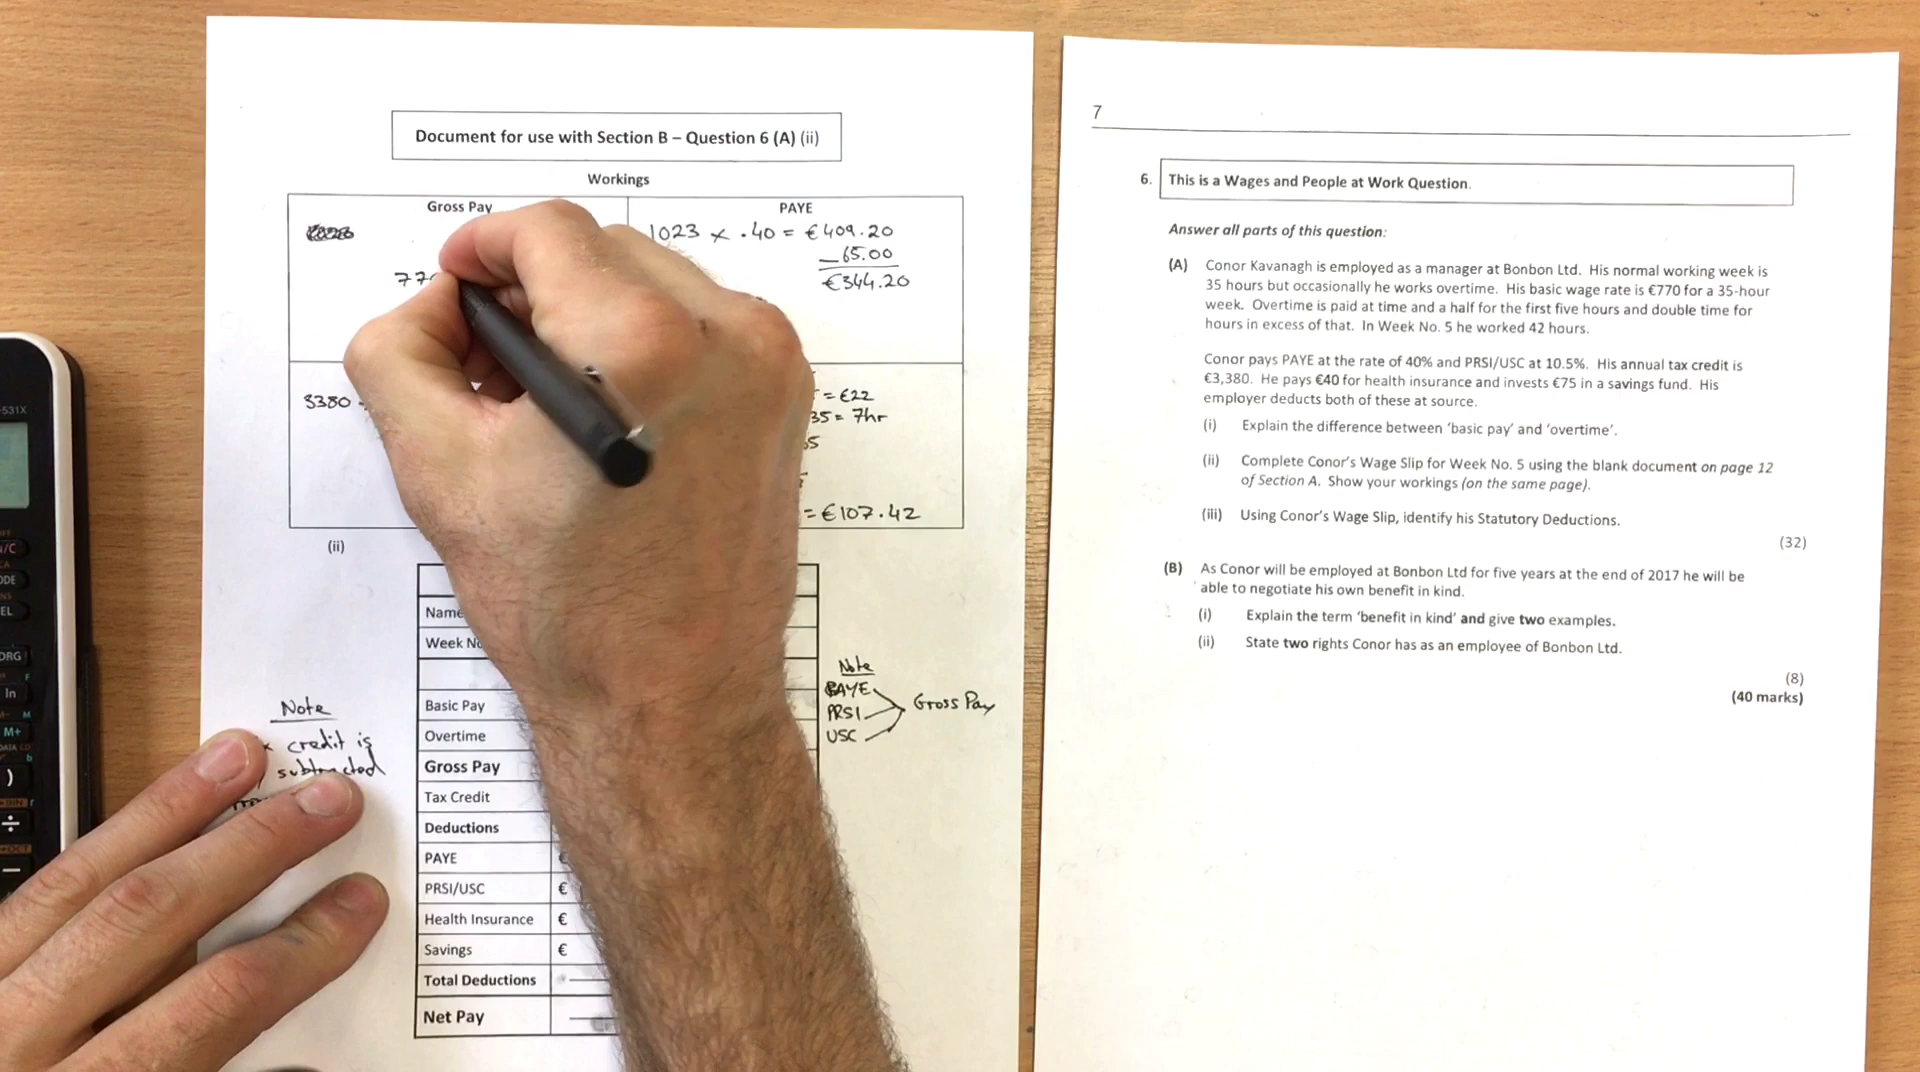 Document for use with Section B – Question 6 (A) (ii)
Workings
Gross Pay
PAYE
1023 × .40 = €409.20
– 65.00
€344.20
77
3380
= €22
35 = 7hr
= €107.42
(ii)
Name
Week
Basic Pay
Overtime
Gross Pay
Tax Credit
Deductions
PAYE
PRSI/USC €
Health Insurance €
Savings €
Total Deductions
Net Pay
Note
credit is
subtracted
Note
PAYE
PRSI
USC
Gross Pay
531X
ODE
EL
DRG
In
M+
)
÷
–
7
6. This is a Wages and People at Work Question.
Answer all parts of this question:
(A) Conor Kavanagh is employed as a manager at Bonbon Ltd. His normal working week is
35 hours but occasionally he works overtime. His basic wage rate is €770 for a 35-hour
week. Overtime is paid at time and a half for the first five hours and double time for
hours in excess of that. In Week No. 5 he worked 42 hours.
Conor pays PAYE at the rate of 40% and PRSI/USC at 10.5%. His annual tax credit is
€3,380. He pays €40 for health insurance and invests €75 in a savings fund. His
employer deducts both of these at source.
(i) Explain the difference between 'basic pay' and 'overtime'.
(ii) Complete Conor's Wage Slip for Week No. 5 using the blank document on page 12
of Section A. Show your workings (on the same page).
(iii) Using Conor's Wage Slip, identify his Statutory Deductions.
(32)
(B) As Conor will be employed at Bonbon Ltd for five years at the end of 2017 he will be
able to negotiate his own benefit in kind.
(i) Explain the term 'benefit in kind' and give two examples.
(ii) State two rights Conor has as an employee of Bonbon Ltd.
(8)
(40 marks)